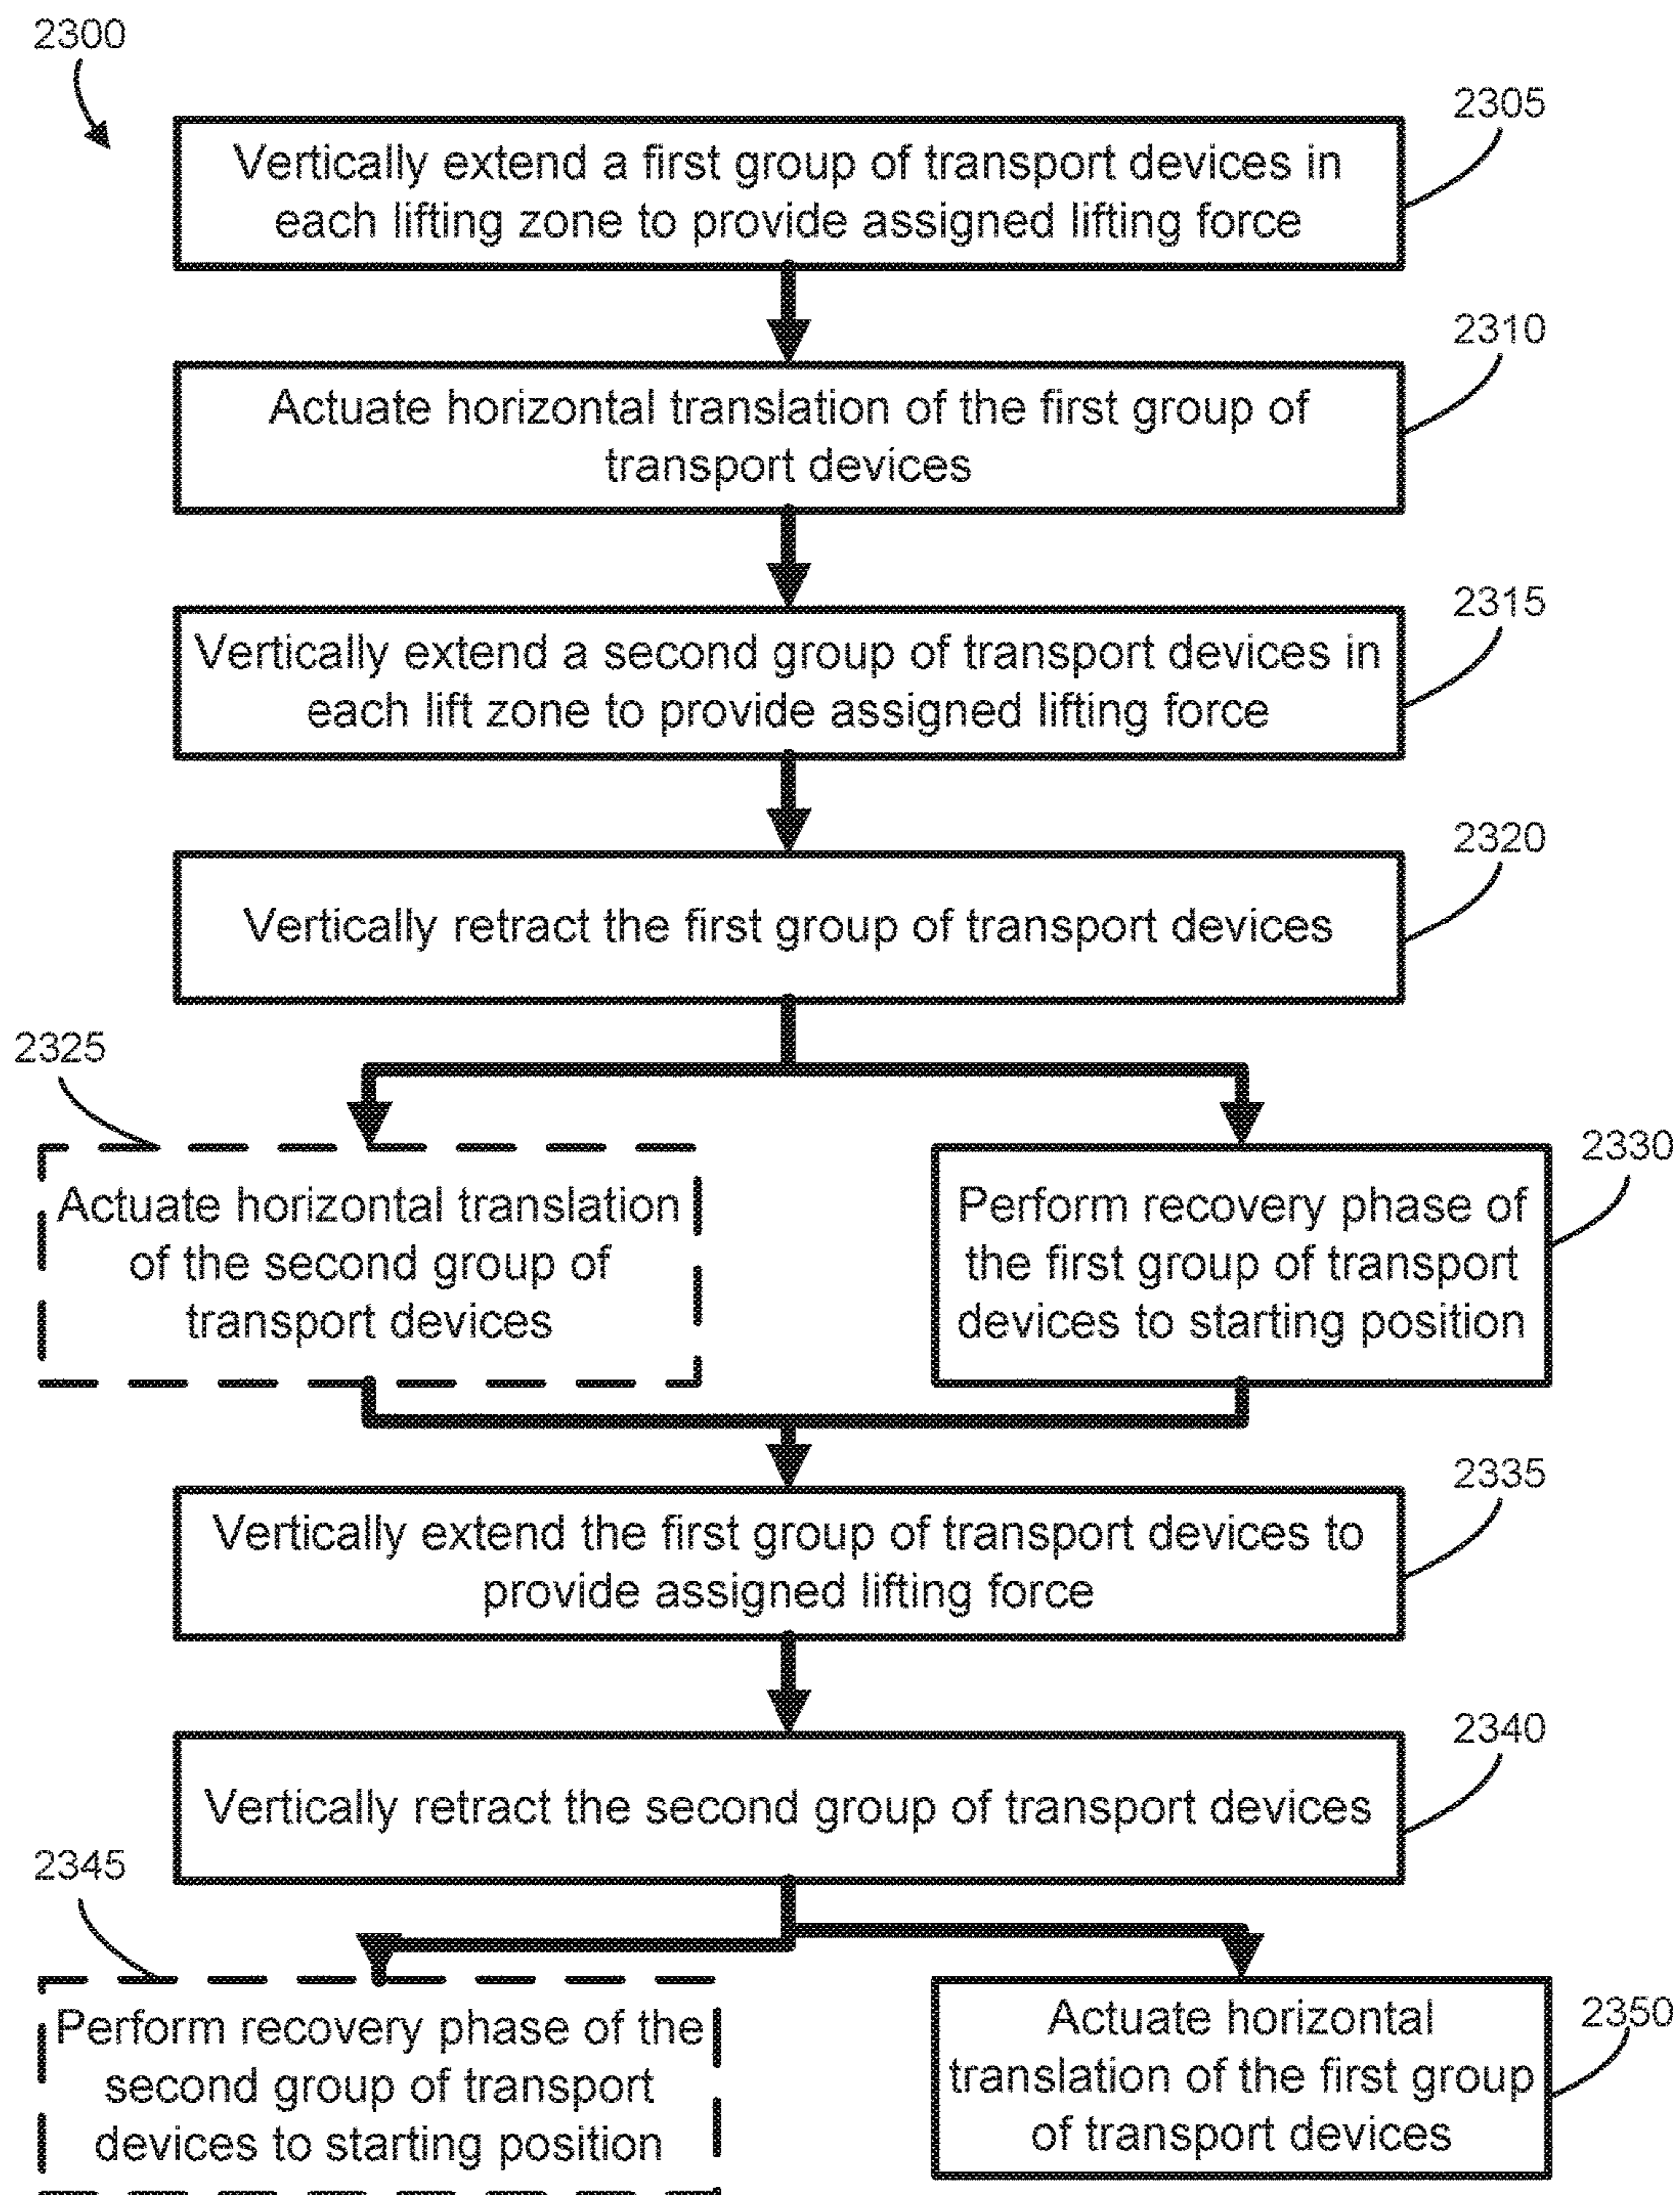 2300
2305
Vertically extend a first group of transport devices in
each lifting zone to provide assigned lifting force
2310
Actuate horizontal translation of the first group of
transport devices
2315
Vertically extend a second group of transport devices in
each lift zone to provide assigned lifting force
2320
Vertically retract the first group of transport devices
2325
Actuate horizontal translation
of the second group of
transport devices
2330
Perform recovery phase of
the first group of transport
devices to starting position
2335
Vertically extend the first group of transport devices to
provide assigned lifting force
2340
Vertically retract the second group of transport devices
2345
Perform recovery phase of the
second group of transport
devices to starting position
2350
Actuate horizontal
translation of the first group
of transport devices